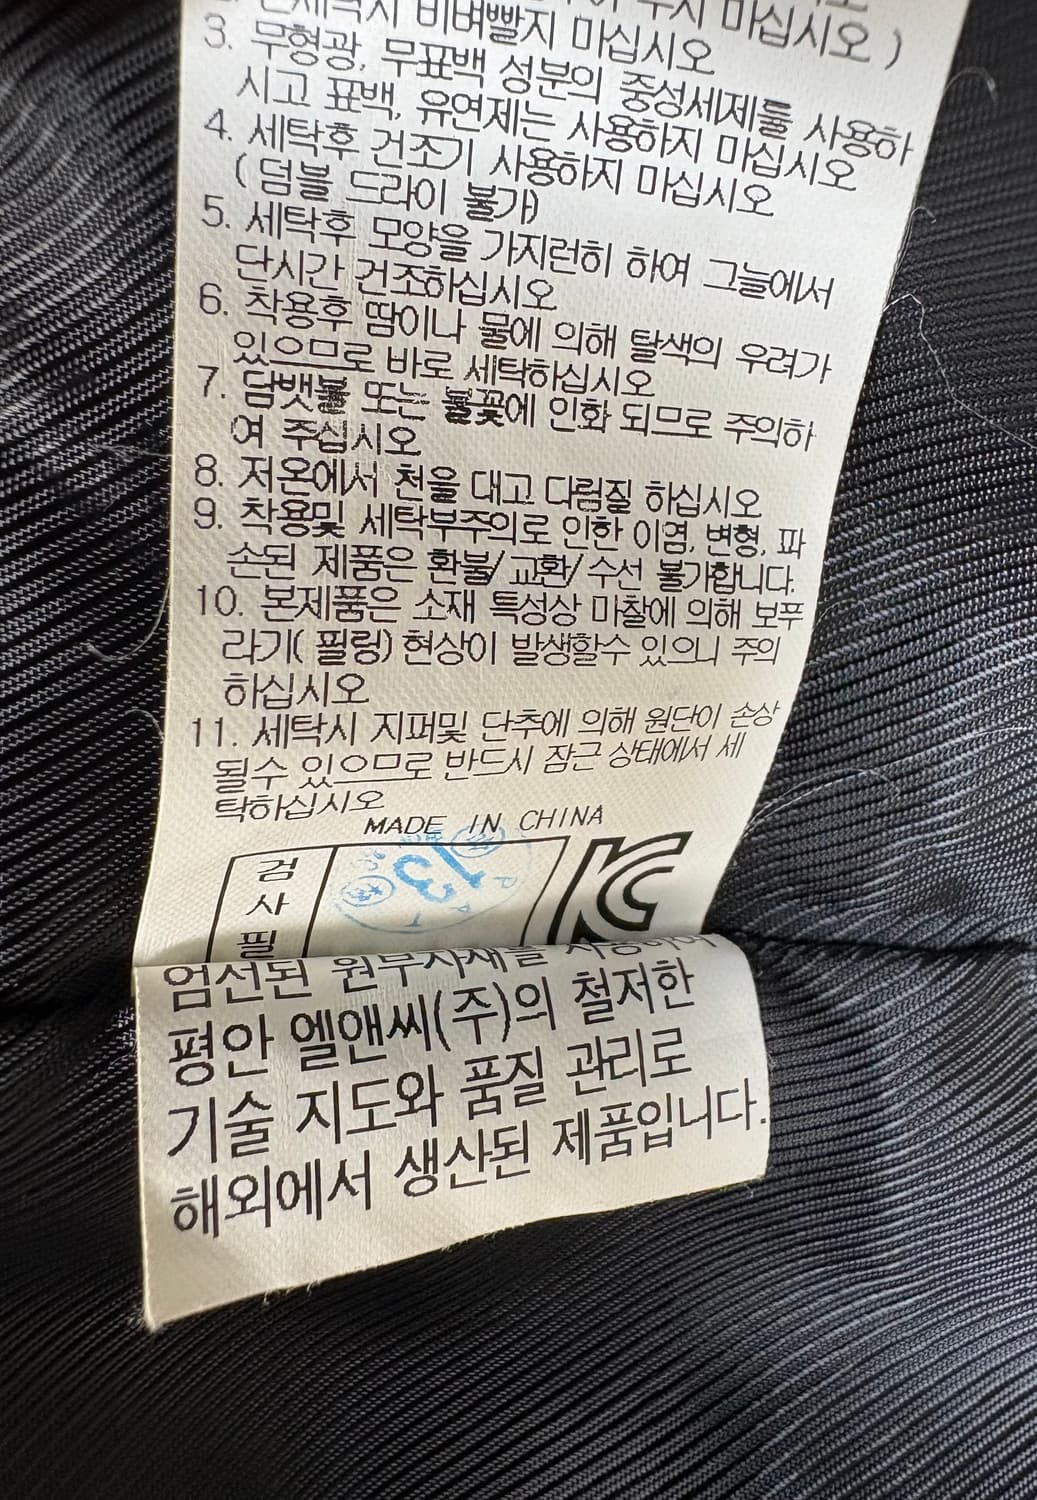 마십시오 )
비벼빨지 마십시오
3. 무형광, 무표백 성분의 중성세제를 사용하
시고 표백, 유연제는 사용하지 마십시오
4. 세탁후 건조기 사용하지 마십시오
( 덤블 드라이 불가)
5. 세탁후 모양을 가지런히 하여 그늘에서
단시간 건조하십시오
6. 착용후 땀이나 물에 의해 탈색의 우려가
있으므로 바로 세탁하십시오
7. 담뱃불 또는 불꽃에 인화 되므로 주의하
여 주십시오
8. 저온에서 천을 대고 다림질 하십시오
9. 착용및 세탁부주의로 인한 이염, 변형, 파
손된 제품은 환불/ 교환/ 수선 불가합니다.
10. 본제품은 소재 특성상 마찰에 의해 보푸
라기( 필링) 현상이 발생할수 있으니 주의
하십시오
11. 세탁시 지퍼및 단추에 의해 원단이 손상
될수 있으므로 반드시 잠근 상태에서 세
탁하십시오
MADE IN CHINA
검사필
13
KC
엄선된 원부자재를 사용하여
평안 엘앤씨(주)의 철저한
기술 지도와 품질 관리로
해외에서 생산된 제품입니다.